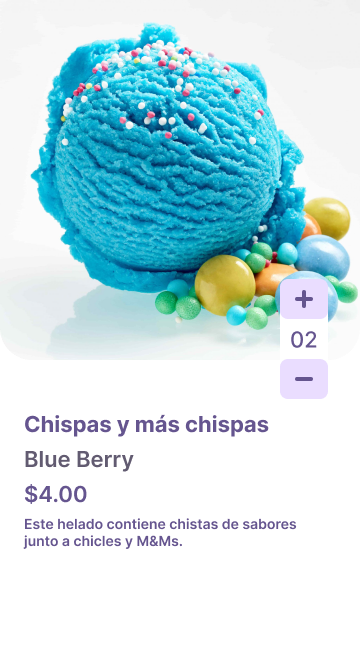 +
02
−
Chispas y más chispas
Blue Berry
$4.00
Este helado contiene chistas de sabores
junto a chicles y M&Ms.